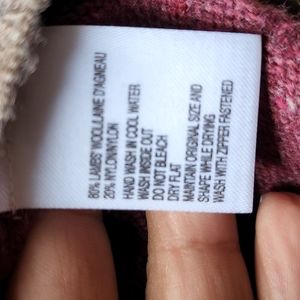 80% LAMBS' WOOL/LAINE D'AGNEAU
20% NYLON/NYLON
HAND WASH IN COOL WATER
WASH INSIDE OUT
DO NOT BLEACH
DRY FLAT
MAINTAIN ORIGINAL SIZE AND
SHAPE WHILE DRYING
WASH WITH ZIPPER FASTENED